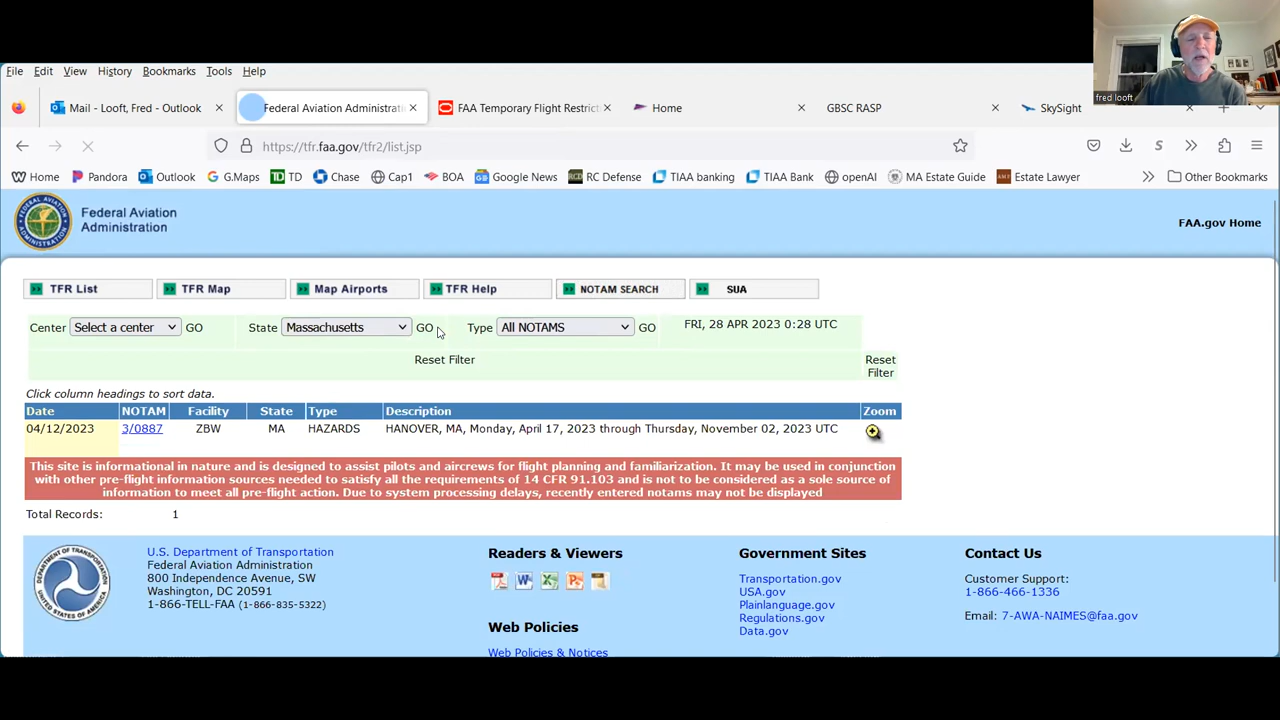 File Edit View History Bookmarks Tools Help
fred looft
Mail - Looft, Fred - Outlook × Federal Aviation Administrati × FAA Temporary Flight Restrict × Home × GBSC RASP × SkySight ×
https://tfr.faa.gov/tfr2/list.jsp
Home Pandora Outlook G.Maps TD Chase Cap1 BOA Google News RC Defense TIAA banking TIAA Bank openAI MA Estate Guide Estate Lawyer Other Bookmarks
Federal Aviation
Administration
FAA.gov Home
TFR List TFR Map Map Airports TFR Help NOTAM SEARCH SUA
Center Select a center GO State Massachusetts GO Type All NOTAMS GO FRI, 28 APR 2023 0:28 UTC
Reset Filter Reset
Filter
Click column headings to sort data.
Date NOTAM Facility State Type Description Zoom
04/12/2023 3/0887 ZBW MA HAZARDS HANOVER, MA, Monday, April 17, 2023 through Thursday, November 02, 2023 UTC
This site is informational in nature and is designed to assist pilots and aircrews for flight planning and familiarization. It may be used in conjunction
with other pre-flight information sources needed to satisfy all the requirements of 14 CFR 91.103 and is not to be considered as a sole source of
information to meet all pre-flight action. Due to system processing delays, recently entered notams may not be displayed
Total Records: 1
U.S. Department of Transportation
Federal Aviation Administration
800 Independence Avenue, SW
Washington, DC 20591
1-866-TELL-FAA (1-866-835-5322)
Readers & Viewers
Web Policies
Web Policies & Notices
Government Sites
Transportation.gov
USA.gov
Plainlanguage.gov
Regulations.gov
Data.gov
Contact Us
Customer Support:
1-866-466-1336
Email: 7-AWA-NAIMES@faa.gov